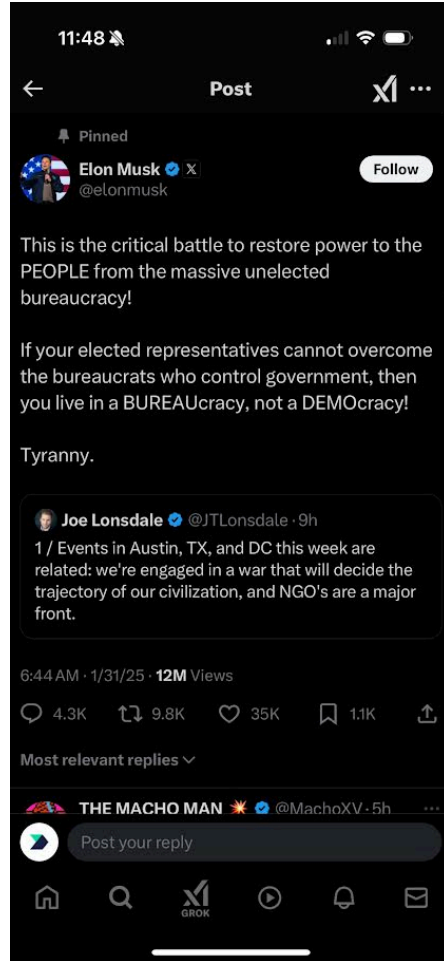 11:48
Post
Pinned
Elon Musk
@elonmusk
Follow
This is the critical battle to restore power to the
PEOPLE from the massive unelected
bureaucracy!
If your elected representatives cannot overcome
the bureaucrats who control government, then
you live in a BUREAUcracy, not a DEMOcracy!
Tyranny.
Joe Lonsdale @JTLonsdale · 9h
1 / Events in Austin, TX, and DC this week are
related: we're engaged in a war that will decide the
trajectory of our civilization, and NGO's are a major
front.
6:44 AM · 1/31/25 · 12M Views
4.3K 9.8K 35K 1.1K
Most relevant replies
THE MACHO MAN 💥 @MachoXV · 5h
Post your reply
GROK